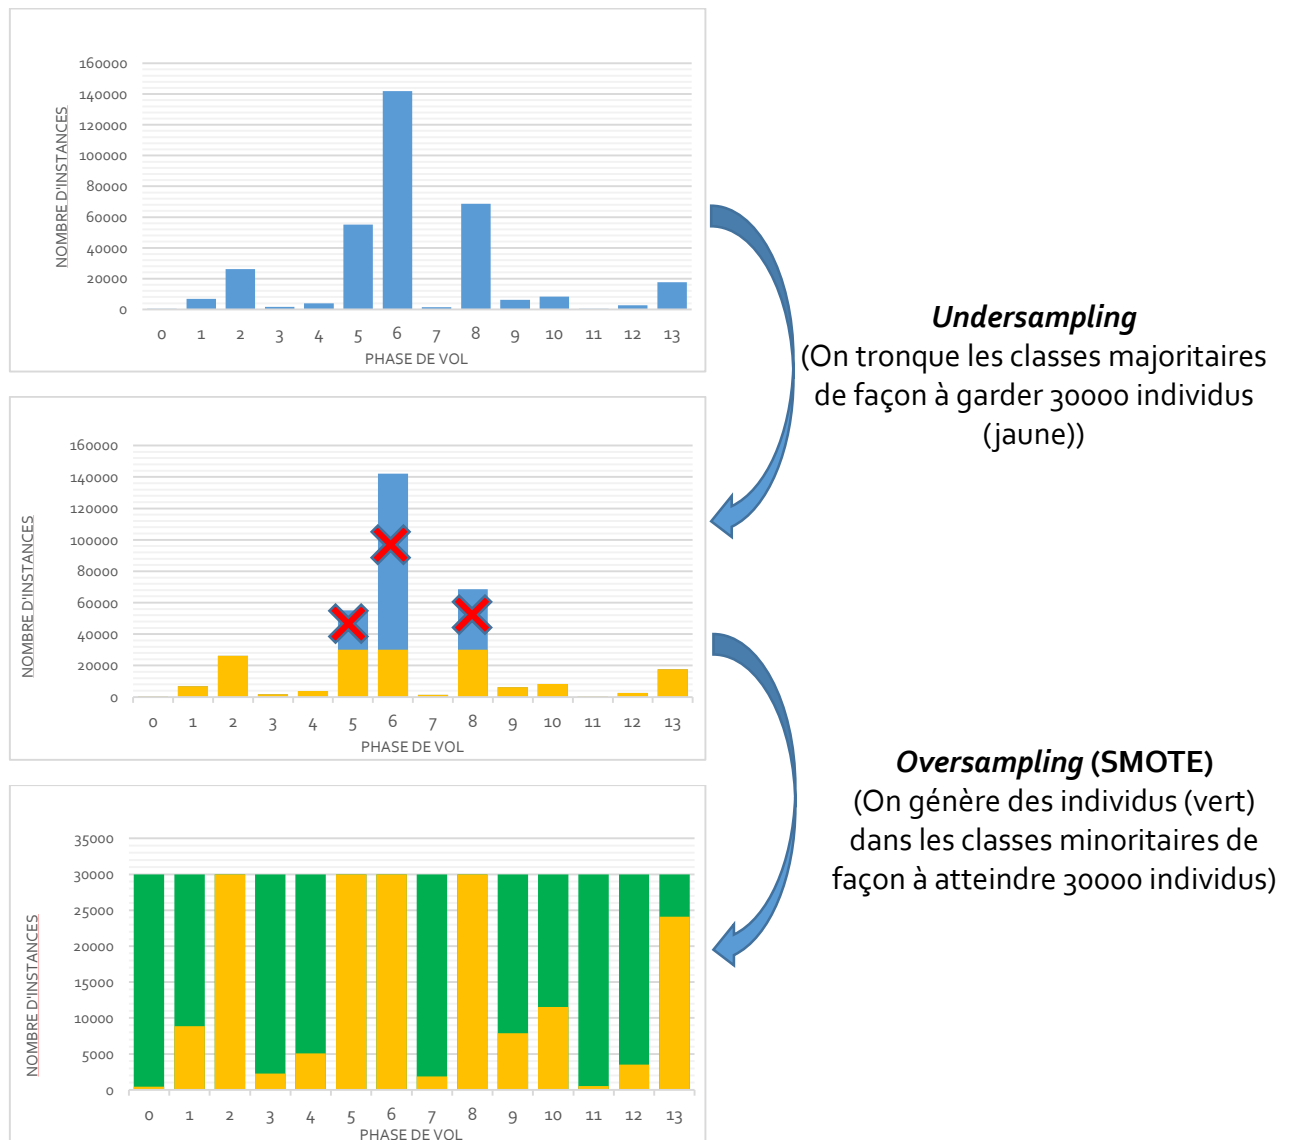 160000
140000
120000
100000
80000
60000
40000
20000
0
NOMBRE D'INSTANCES
0 1 2 3 4 5 6 7 8 9 10 11 12 13
PHASE DE VOL
Undersampling
(On tronque les classes majoritaires
de façon à garder 30000 individus
(jaune))
160000
140000
120000
100000
80000
60000
40000
20000
0
NOMBRE D'INSTANCES
0 1 2 3 4 5 6 7 8 9 10 11 12 13
PHASE DE VOL
Oversampling (SMOTE)
(On génère des individus (vert)
dans les classes minoritaires de
façon à atteindre 30000 individus)
35000
30000
25000
20000
15000
10000
5000
0
NOMBRE D'INSTANCES
0 1 2 3 4 5 6 7 8 9 10 11 12 13
PHASE DE VOL